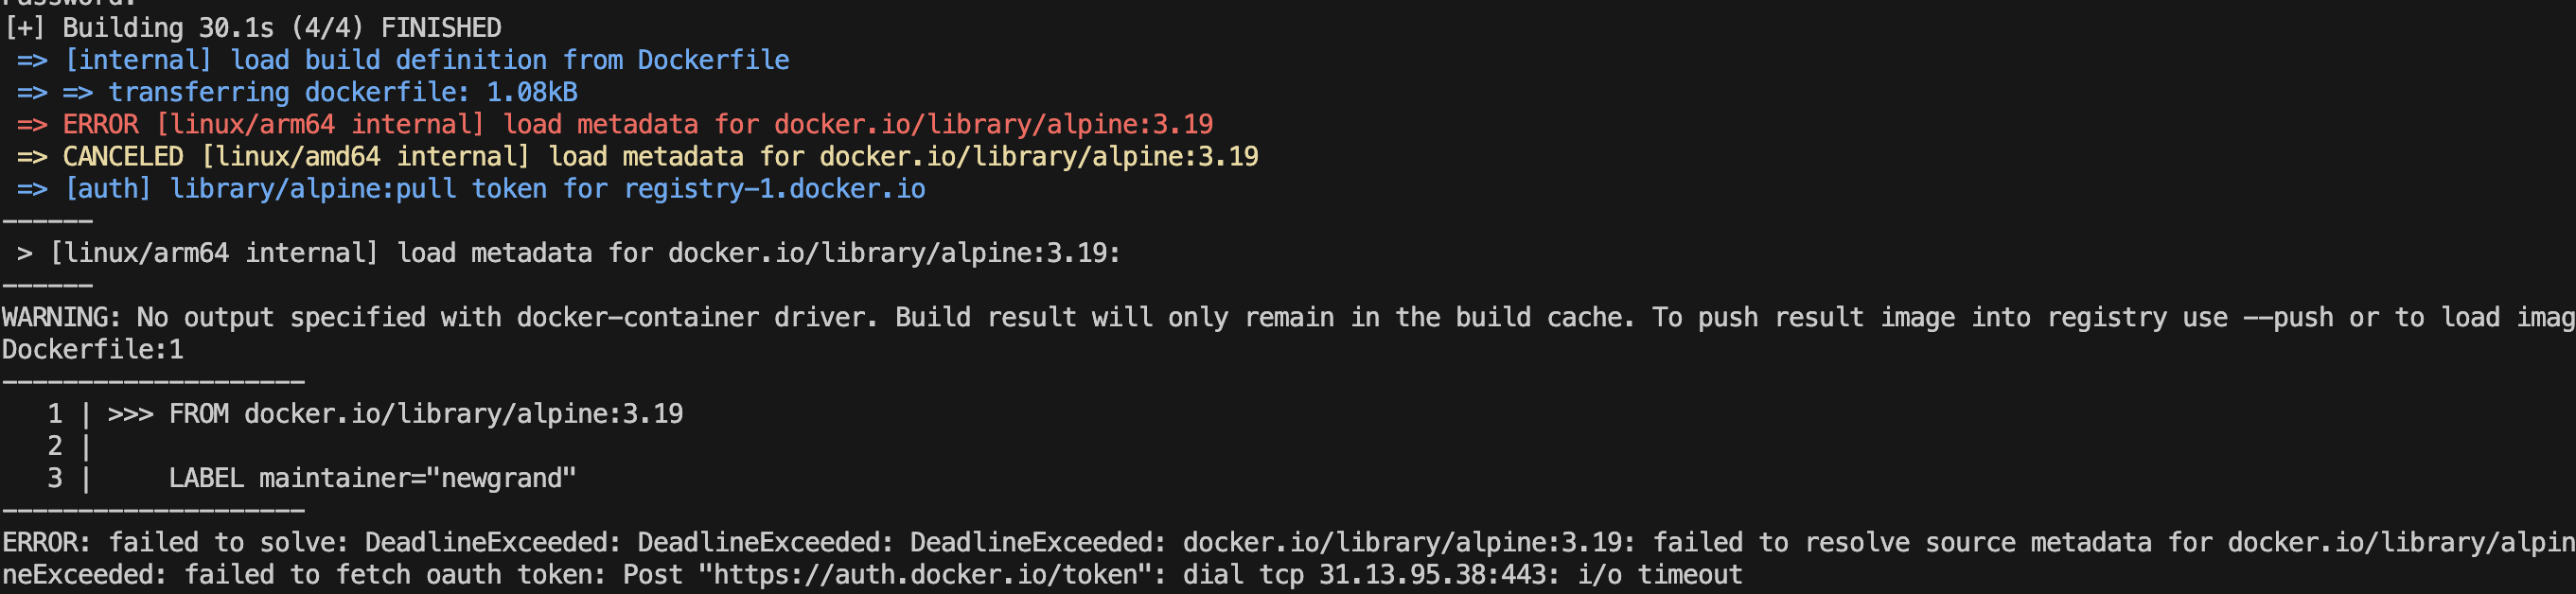 Password:
[+] Building 30.1s (4/4) FINISHED
 => [internal] load build definition from Dockerfile
 => => transferring dockerfile: 1.08kB
 => ERROR [linux/arm64 internal] load metadata for docker.io/library/alpine:3.19
 => CANCELED [linux/amd64 internal] load metadata for docker.io/library/alpine:3.19
 => [auth] library/alpine:pull token for registry-1.docker.io
------
 > [linux/arm64 internal] load metadata for docker.io/library/alpine:3.19:
------
WARNING: No output specified with docker-container driver. Build result will only remain in the build cache. To push result image into registry use --push or to load imag
Dockerfile:1
--------------------
   1 | >>> FROM docker.io/library/alpine:3.19
   2 |
   3 |     LABEL maintainer="newgrand"
--------------------
ERROR: failed to solve: DeadlineExceeded: DeadlineExceeded: DeadlineExceeded: docker.io/library/alpine:3.19: failed to resolve source metadata for docker.io/library/alpin
neExceeded: failed to fetch oauth token: Post "https://auth.docker.io/token": dial tcp 31.13.95.38:443: i/o timeout